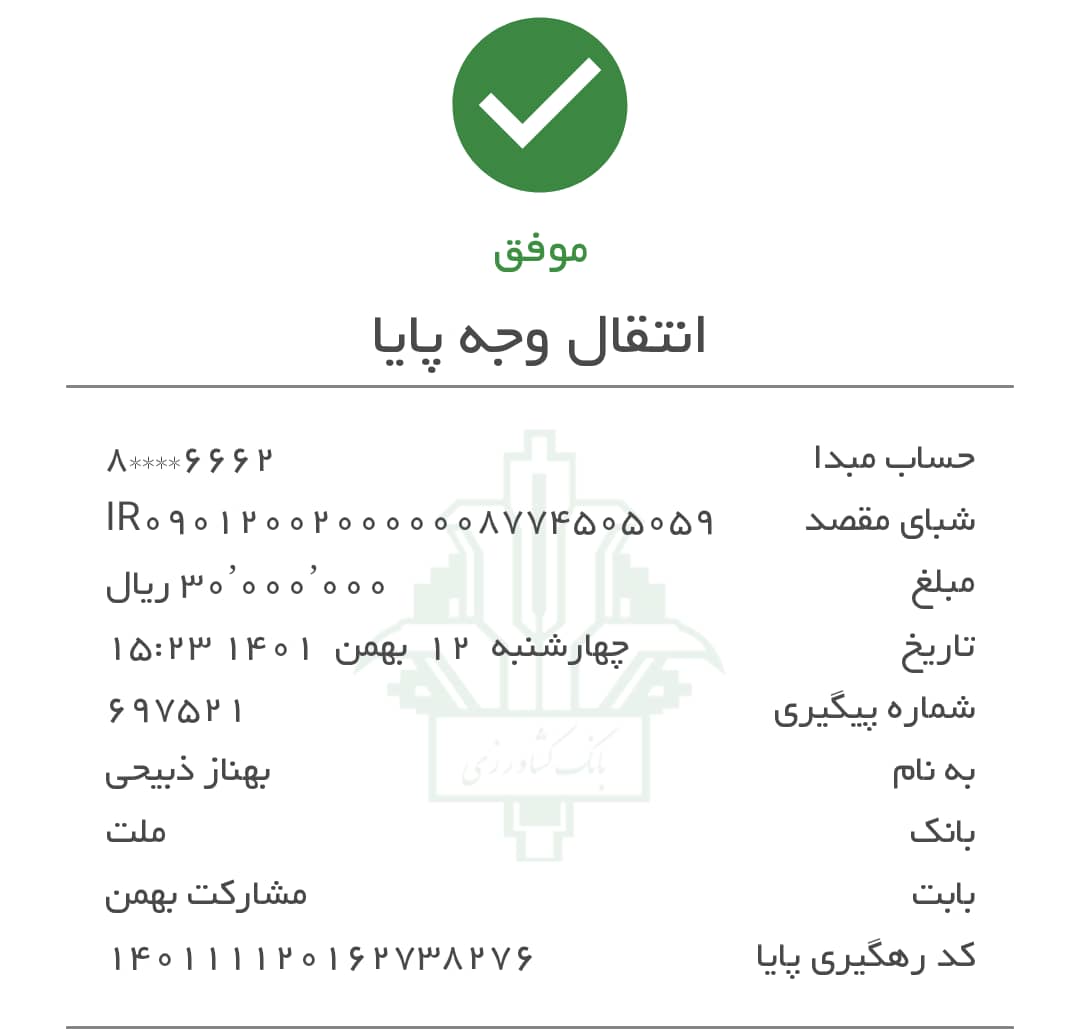 موفق
انتقال وجه پایا
حساب مبدا ۸****۶۶۶۲
شبای مقصد IR۰۹۰۱۲۰۰۲۰۰۰۰۰۰۸۷۷۴۵۰۵۰۵۹
مبلغ ۳۰٬۰۰۰٬۰۰۰ ریال
تاریخ چهارشنبه ۱۲ بهمن ۱۴۰۱ ۱۵:۲۳
شماره پیگیری ۶۹۷۵۲۱
به نام بهناز ذبیحی
بانک کشاورزی
بانک ملت
بابت مشارکت بهمن
کد رهگیری پایا ۱۴۰۱۱۱۱۲۰۱۶۲۷۳۸۲۷۶